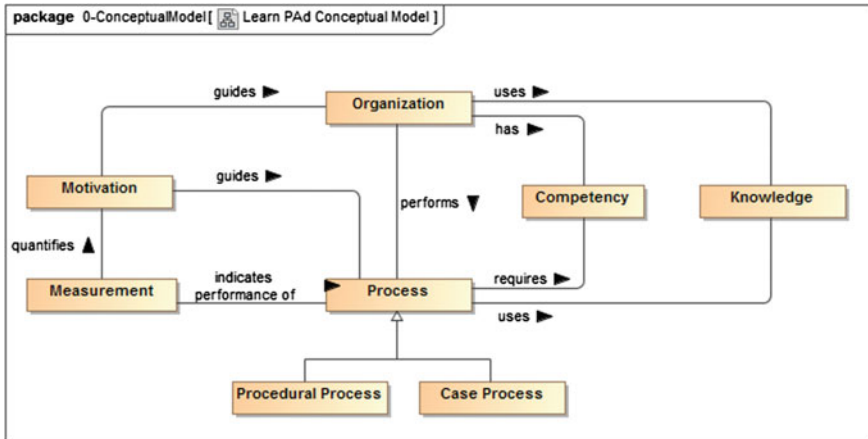 package 0-ConceptualModel[ Learn PAd Conceptual Model ]
guides ►
Organization
uses ►
has ►
Motivation
guides ►
performs ▼
Competency
Knowledge
quantifies ▲
Measurement
indicates
performance of ►
Process
requires ►
uses ►
Procedural Process
Case Process